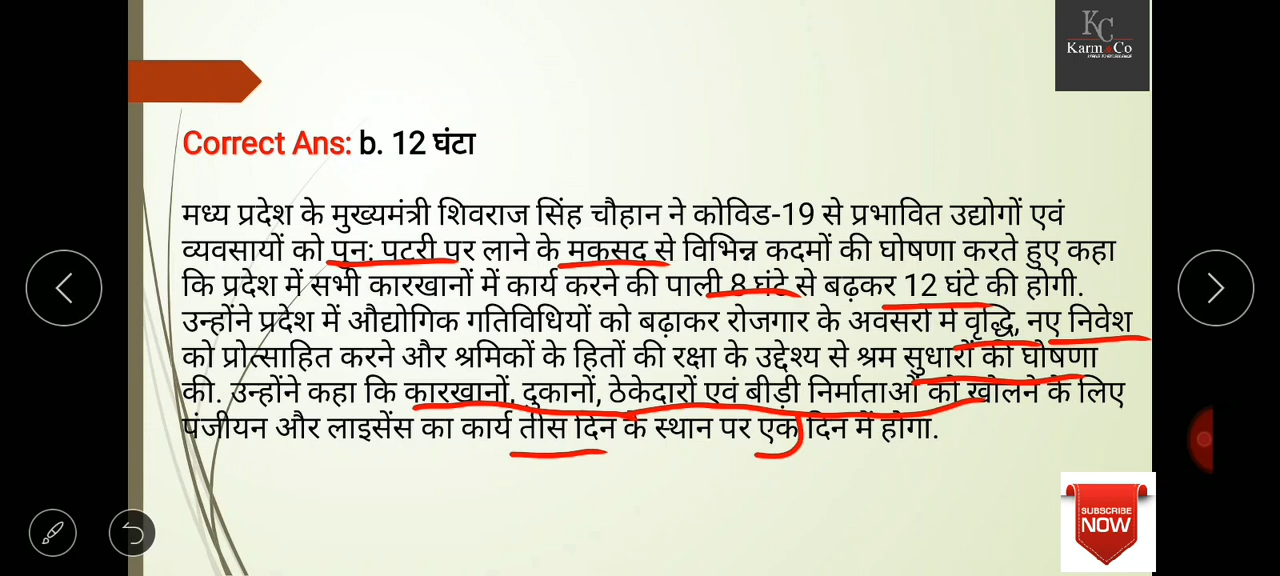 KC
Karm Co
Correct Ans: b. 12 घंटा
मध्य प्रदेश के मुख्यमंत्री शिवराज सिंह चौहान ने कोविड-19 से प्रभावित उद्योगों एवं
व्यवसायों को पुन: पटरी पर लाने के मकसद से विभिन्न कदमों की घोषणा करते हुए कहा
कि प्रदेश में सभी कारखानों में कार्य करने की पाली 8 घंटे से बढ़कर 12 घंटे की होगी.
उन्होंने प्रदेश में औद्योगिक गतिविधियों को बढ़ाकर रोजगार के अवसरों में वृद्धि, नए निवेश
को प्रोत्साहित करने और श्रमिकों के हितों की रक्षा के उद्देश्य से श्रम सुधारों की घोषणा
की. उन्होंने कहा कि कारखानों, दुकानों, ठेकेदारों एवं बीड़ी निर्माताओं को खोलने के लिए
पंजीयन और लाइसेंस का कार्य तीस दिन के स्थान पर एक दिन में होगा.
SUBSCRIBE
NOW